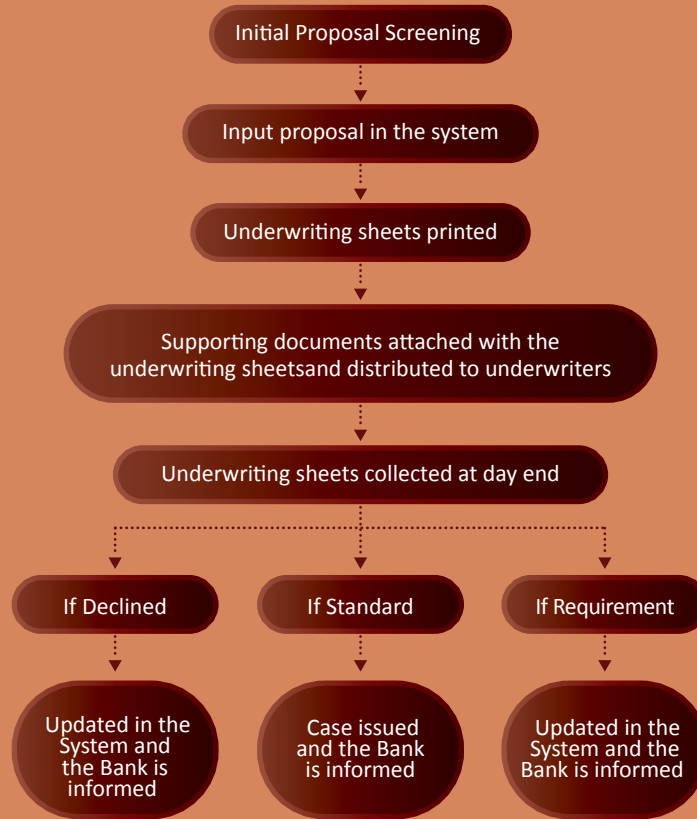 Initial Proposal Screening
Input proposal in the system
Underwriting sheets printed
Supporting documents attached with the
underwriting sheetsand distributed to underwriters
Underwriting sheets collected at day end
If Declined
If Standard
If Requirement
Updated in the
System and
the Bank is
informed
Case issued
and the Bank
is informed
Updated in the
System and the
Bank is informed